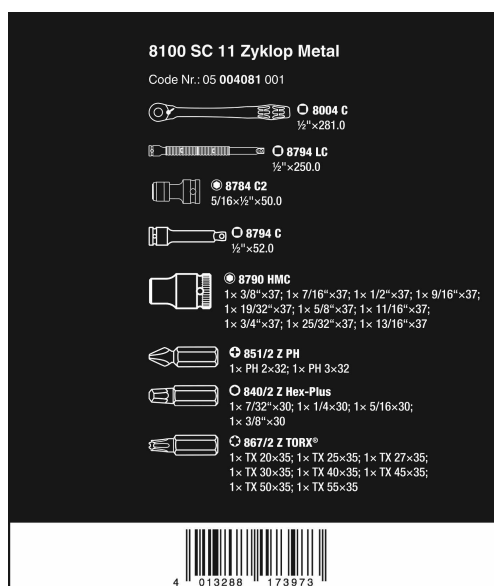 8100 SC 11 Zyklop Metal
Code Nr.: 05 004081 001
8004 C
½"×281.0
8794 LC
½"×250.0
8784 C2
5/16×½"×50.0
8794 C
½"×52.0
8790 HMC
1× 3/8“×37; 1× 7/16“×37; 1× 1/2“×37; 1× 9/16“×37;
1× 19/32“×37; 1× 5/8“×37; 1× 11/16“×37;
1× 3/4“×37; 1× 25/32“×37; 1× 13/16“×37
851/2 Z PH
1× PH 2×32; 1× PH 3×32
840/2 Z Hex-Plus
1× 7/32“×30; 1× 1/4×30; 1× 5/16×30;
1× 3/8“×30
867/2 Z TORX®
1× TX 20×35; 1× TX 25×35; 1× TX 27×35;
1× TX 30×35; 1× TX 40×35; 1× TX 45×35;
1× TX 50×35; 1× TX 55×35
4 013288 173973